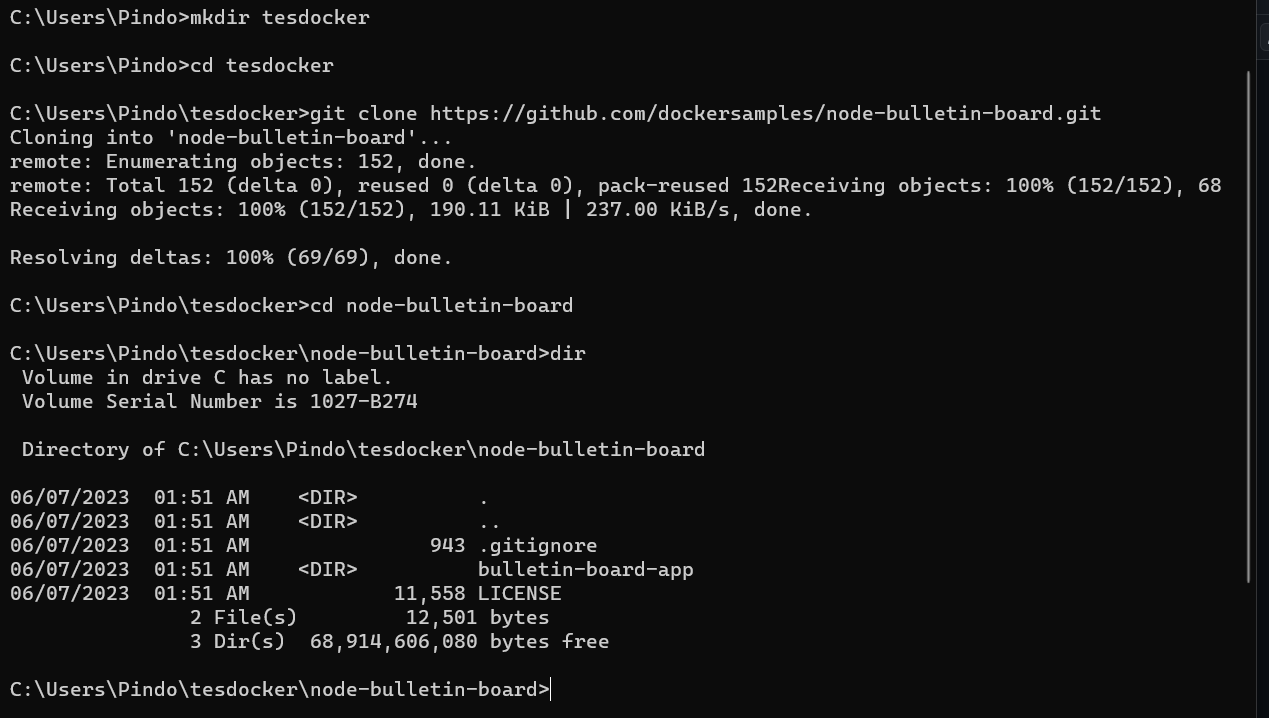 C:\Users\Pindo>mkdir tesdocker
C:\Users\Pindo>cd tesdocker
C:\Users\Pindo\tesdocker>git clone https://github.com/dockersamples/node-bulletin-board.git
Cloning into 'node-bulletin-board'...
remote: Enumerating objects: 152, done.
remote: Total 152 (delta 0), reused 0 (delta 0), pack-reused 152Receiving objects: 100% (152/152), 68
Receiving objects: 100% (152/152), 190.11 KiB | 237.00 KiB/s, done.
Resolving deltas: 100% (69/69), done.
C:\Users\Pindo\tesdocker>cd node-bulletin-board
C:\Users\Pindo\tesdocker\node-bulletin-board>dir
 Volume in drive C has no label.
 Volume Serial Number is 1027-B274
 Directory of C:\Users\Pindo\tesdocker\node-bulletin-board
06/07/2023  01:51 AM    <DIR>          .
06/07/2023  01:51 AM    <DIR>          ..
06/07/2023  01:51 AM               943 .gitignore
06/07/2023  01:51 AM    <DIR>          bulletin-board-app
06/07/2023  01:51 AM            11,558 LICENSE
               2 File(s)         12,501 bytes
               3 Dir(s)  68,914,606,080 bytes free
C:\Users\Pindo\tesdocker\node-bulletin-board>